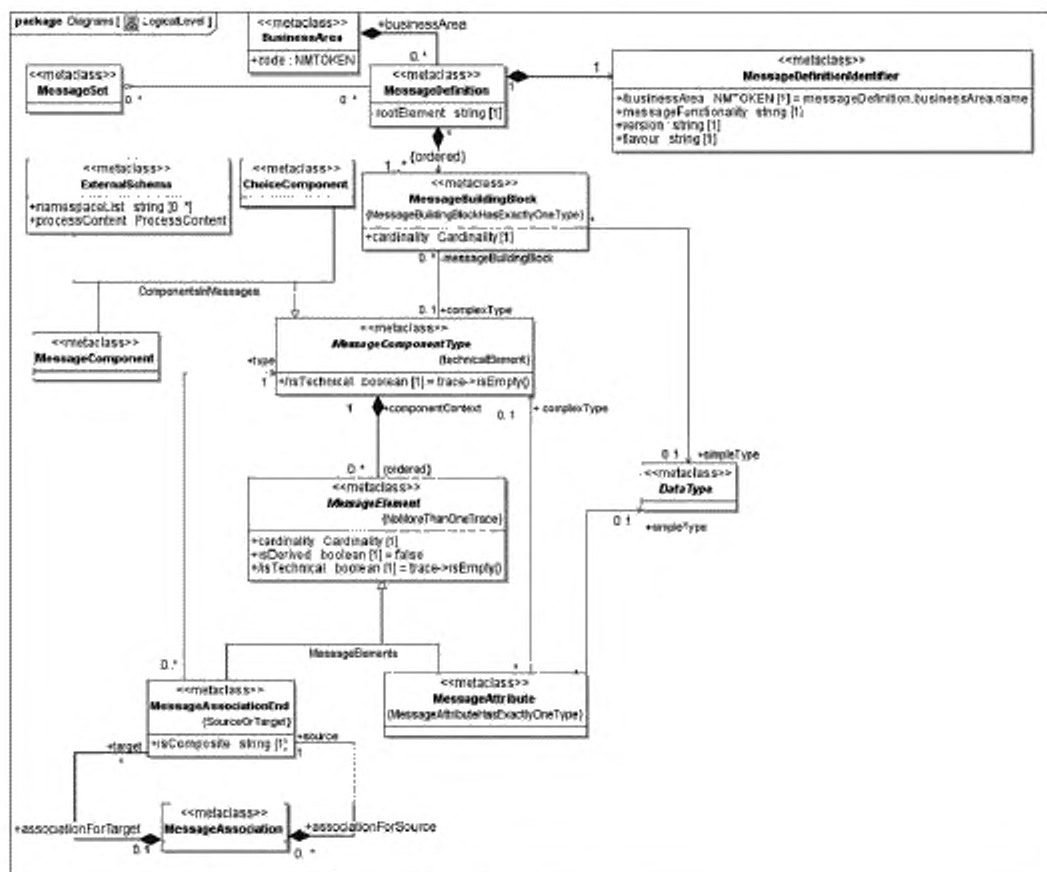 package Diagrams [ LogicalLevel ]
<<metaclass>>
BusinessArea
+code : NMTOKEN
+businessArea
0..*
<<metaclass>>
MessageSet
0..*
0..*
<<metaclass>>
MessageDefinition
rootElement string [1]
1
1
<<metaclass>>
MessageDefinitionIdentifier
+/businessArea NMTOKEN [1] = messageDefinition.businessArea.name
+messageFunctionality string [1]
+version string [1]
+flavour string [1]
1..*
{ordered}
<<metaclass>>
ExternalSchema
+namespaceList string [0..*]
+processContent ProcessContent
<<metaclass>>
ChoiceComponent
<<metaclass>>
MessageBuildingBlock
{MessageBuildingBlockHasExactlyOneType}
+cardinality Cardinality [1]
*
0..*
-messageBuildingBlock
ComponentsInMessages
0..1
+complexType
<<metaclass>>
MessageComponent
<<metaclass>>
MessageComponentType
{technicalElement}
+/isTechnical boolean [1] = trace->isEmpty()
+type
1
1
+componentContext
0..1
+ complexType
0..*
{ordered}
<<metaclass>>
MessageElement
{NoMoreThanOneTrace}
+cardinality Cardinality [1]
+isDerived boolean [1] = false
+/isTechnical boolean [1] = trace->isEmpty()
0..1
+simpleType
<<metaclass>>
DataType
0..1
+simpleType
MessageElements
0..*
*
*
<<metaclass>>
MessageAssociationEnd
{SourceOrTarget}
+isComposite string [1]
<<metaclass>>
MessageAttribute
{MessageAttributeHasExactlyOneType}
+target
+source
1
<<metaclass>>
MessageAssociation
+associationForTarget
0..1
+associationForSource
0..*